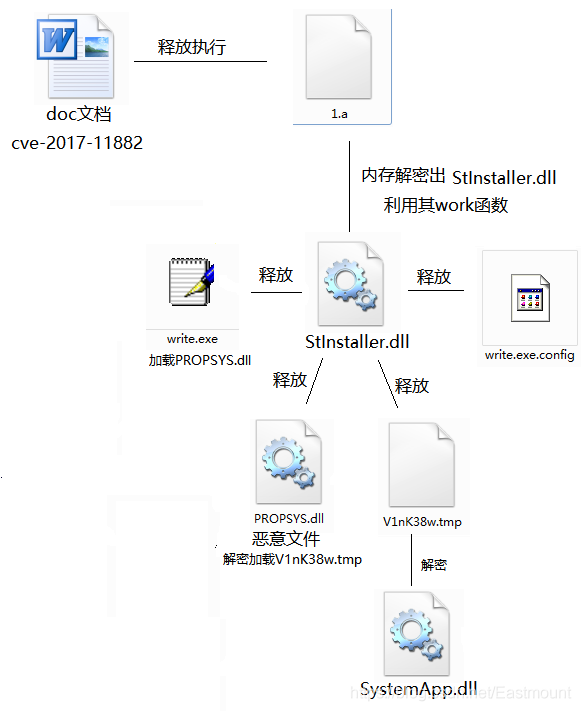 释放执行
doc文档
cve-2017-11882
1.a
内存解密出 StInstaller.dll
利用其work函数
释放
释放
write.exe
加载PROPSYS.dll
StInstaller.dll
write.exe.config
释放
释放
PROPSYS.dll
恶意文件
解密加载V1nK38w.tmp
V1nK38w.tmp
解密
SystemApp.dll
net/Eastmount